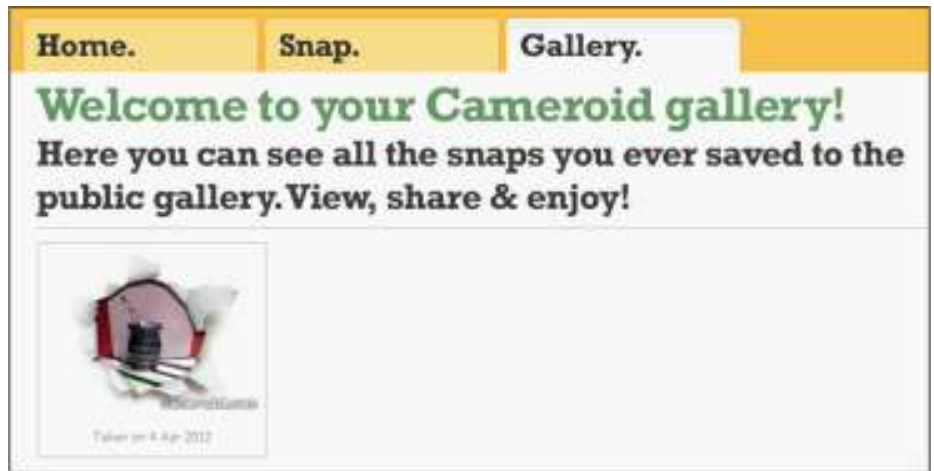 Home. Snap. Gallery.
Welcome to your Cameroid gallery!
Here you can see all the snaps you ever saved to the
public gallery. View, share & enjoy!
Taken on 4 Apr 2012